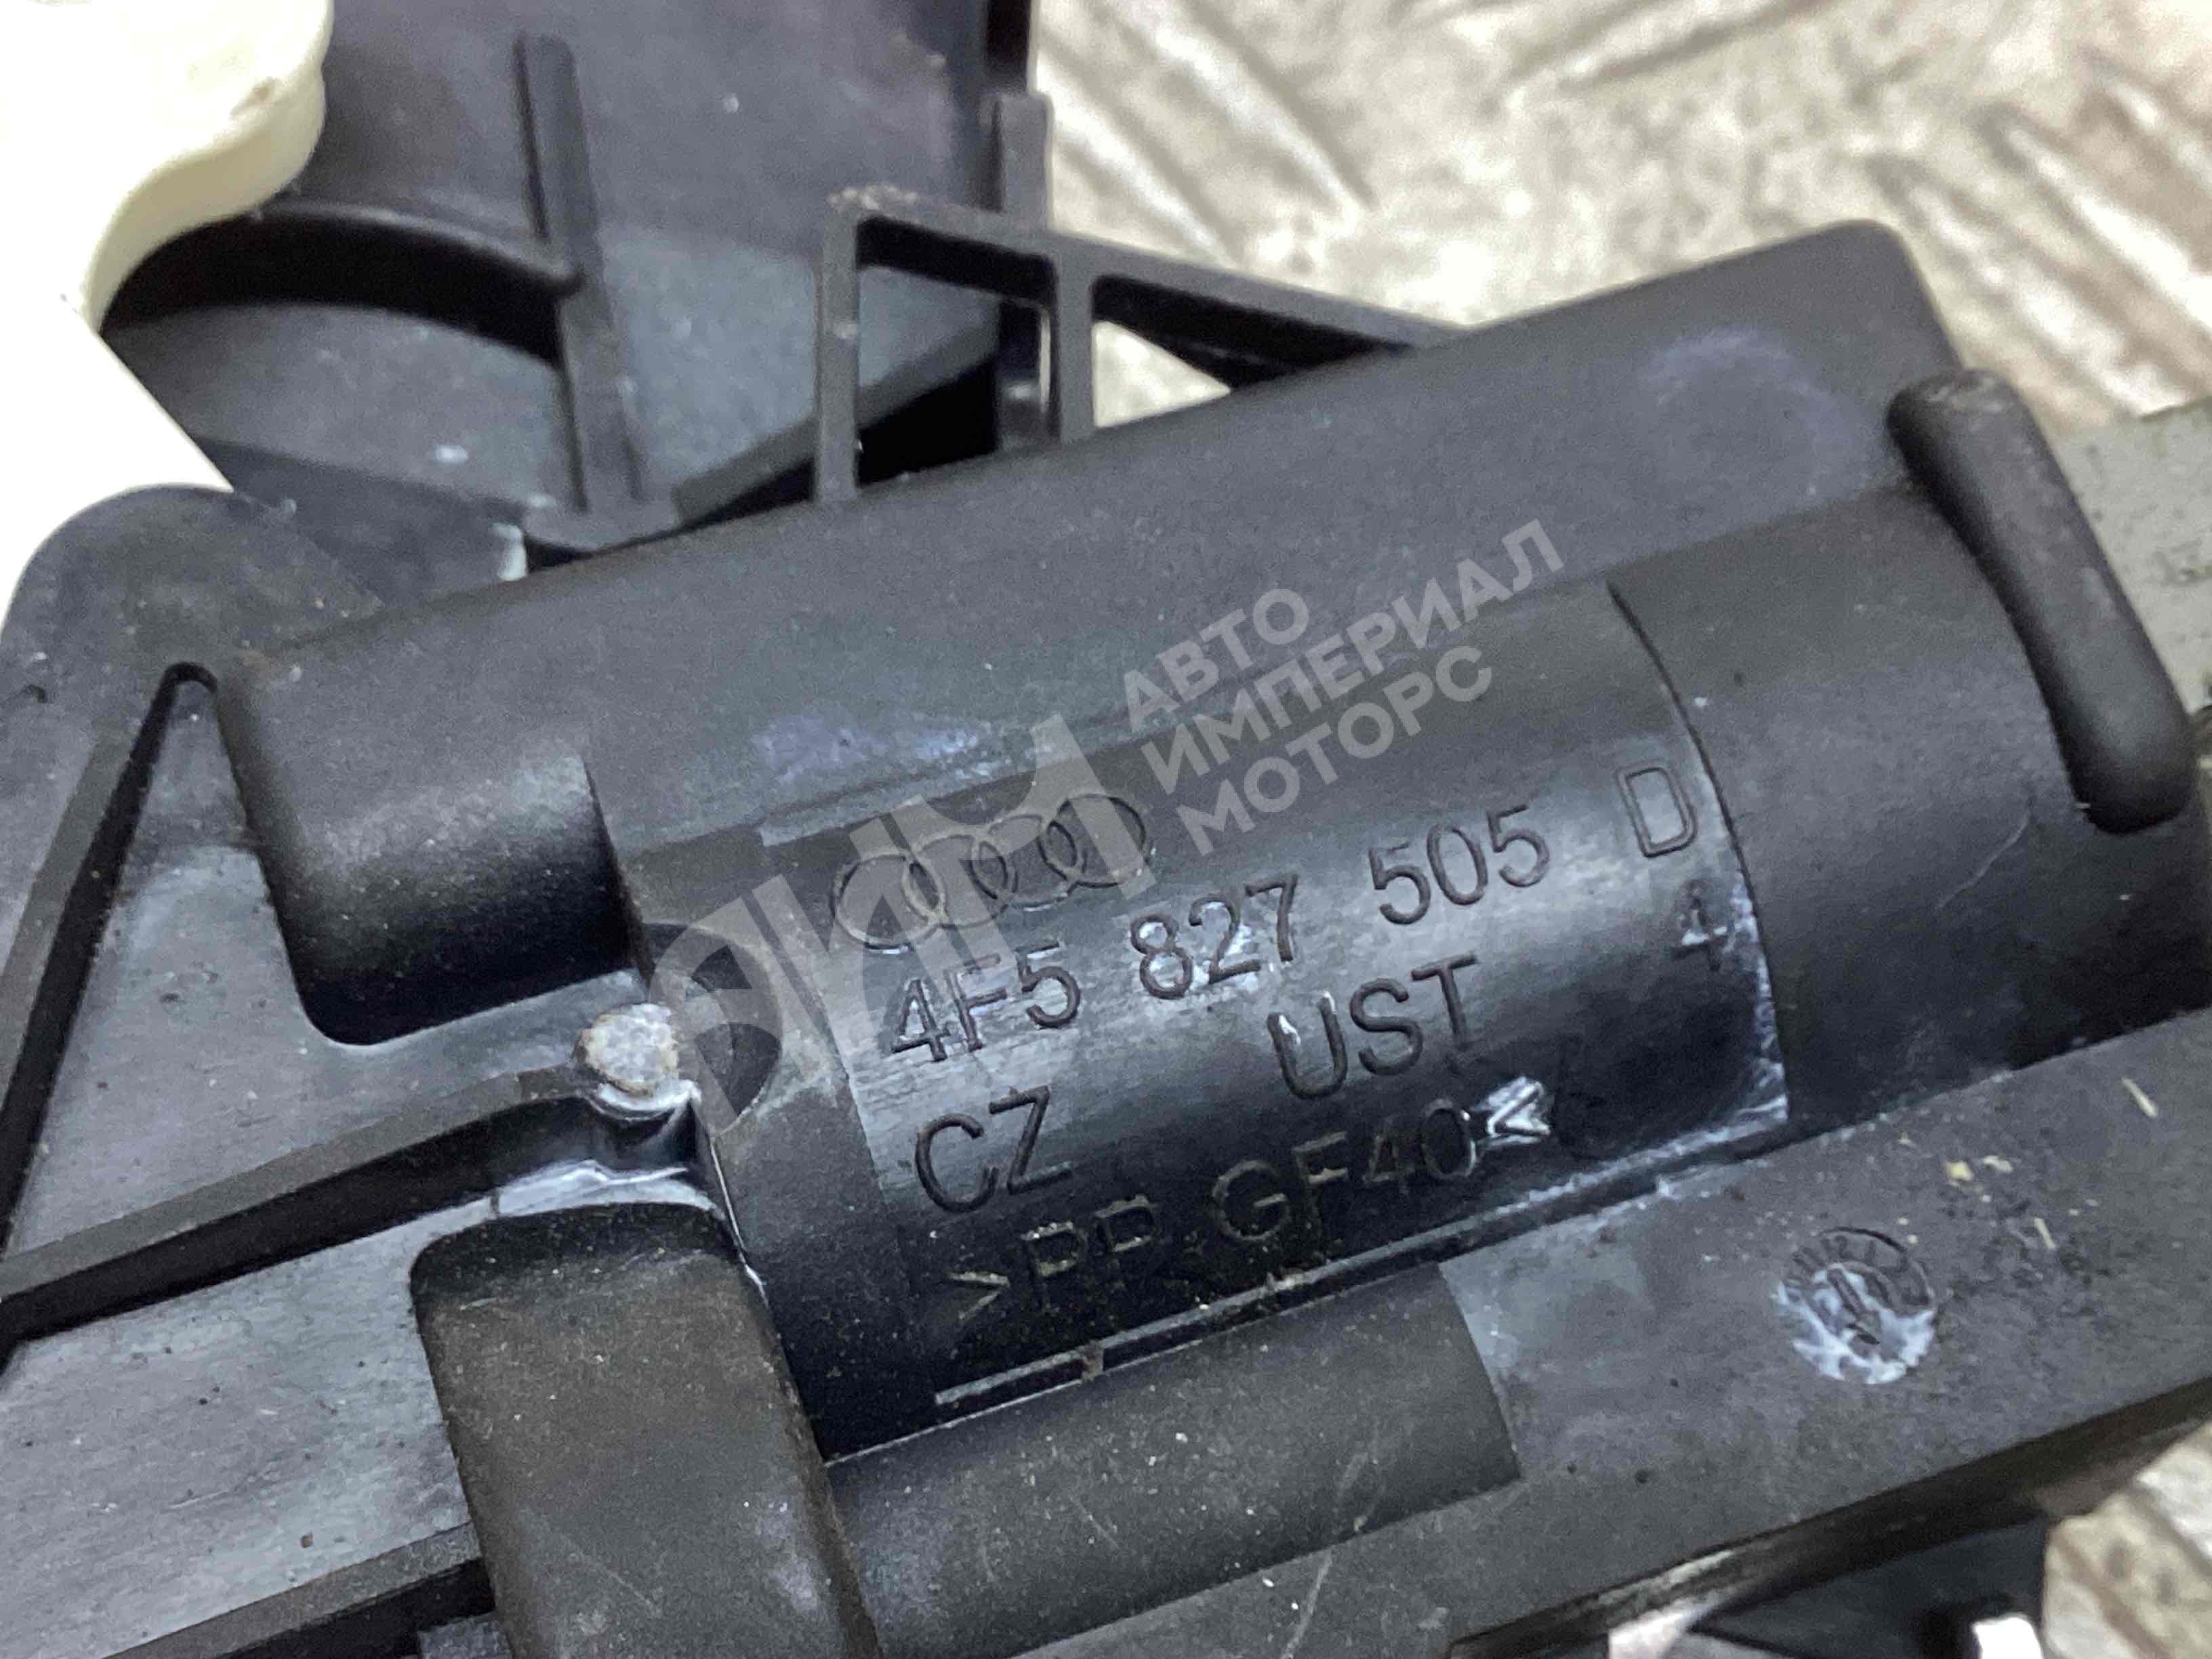 АВТО
ИМПЕРИАЛ
МОТОРС
4F5 827 505 D
UST 4
CZ
>PP GF40<